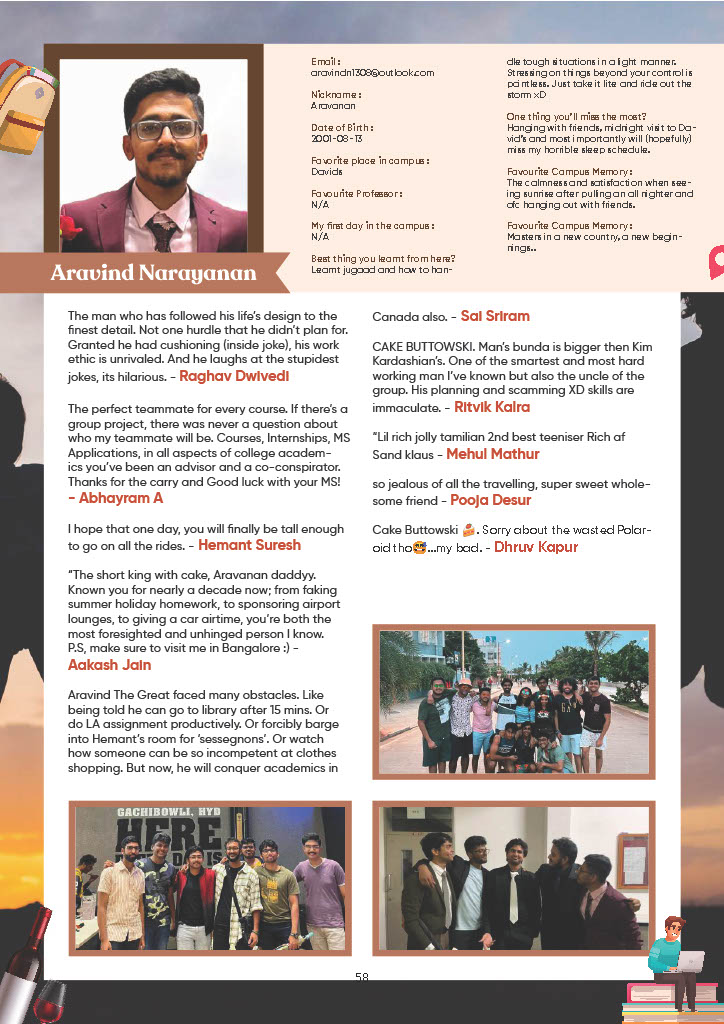 Email :
aravindn1308@outlook.com
Nickname :
Aravanan
Date of Birth :
2001-08-13
Favorite place in campus :
Davids
Favourite Professor :
N/A
My first day in the campus :
N/A
Best thing you learnt from here?
Learnt jugaad and how to han-
dle tough situations in a light manner.
Stressing on things beyond your control is
pointless. Just take it lite and ride out the
storm xD
One thing you'll miss the most?
Hanging with friends, midnight visit to Da-
vid's and most importantly will (hopefully)
miss my horrible sleep schedule.
Favourite Campus Memory :
The calmness and satisfaction when see-
ing sunrise after pulling an all nighter and
ofc hanging out with friends.
Favourite Campus Memory :
Masters in a new country, a new begin-
nings..
Aravind Narayanan
The man who has followed his life's design to the
finest detail. Not one hurdle that he didn't plan for.
Granted he had cushioning (inside joke), his work
ethic is unrivaled. And he laughs at the stupidest
jokes, its hilarious. - Raghav Dwivedi
The perfect teammate for every course. If there's a
group project, there was never a question about
who my teammate will be. Courses, Internships, MS
Applications, in all aspects of college academ-
ics you've been an advisor and a co-conspirator.
Thanks for the carry and Good luck with your MS!
- Abhayram A
I hope that one day, you will finally be tall enough
to go on all the rides. - Hemant Suresh
"The short king with cake, Aravanan daddyy.
Known you for nearly a decade now; from faking
summer holiday homework, to sponsoring airport
lounges, to giving a car airtime, you're both the
most foresighted and unhinged person I know.
P.S, make sure to visit me in Bangalore :) -
Aakash Jain
Aravind The Great faced many obstacles. Like
being told he can go to library after 15 mins. Or
do LA assignment productively. Or forcibly barge
into Hemant's room for 'sessegnons'. Or watch
how someone can be so incompetent at clothes
shopping. But now, he will conquer academics in
Canada also. - Sai Sriram
CAKE BUTTOWSKI. Man's bunda is bigger then Kim
Kardashian's. One of the smartest and most hard
working man I've known but also the uncle of the
group. His planning and scamming XD skills are
immaculate. - Ritvik Kalra
"Lil rich jolly tamilian 2nd best teniser Rich af
Sand klaus - Mehul Mathur
so jealous of all the travelling, super sweet whole-
some friend - Pooja Desur
Cake Buttowski 🍰. Sorry about the wasted Polar-
oid tho😅...my bad. - Dhruv Kapur
GACHIBOWLI, HYD
HERE
58